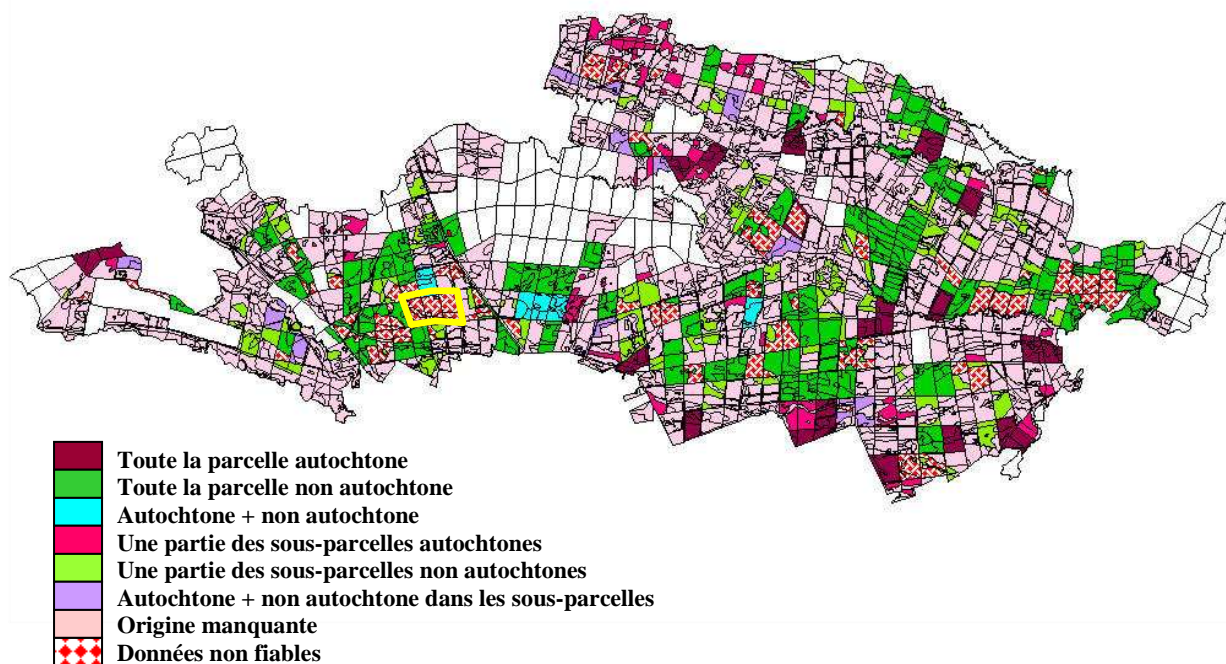 Toute la parcelle autochtone
Toute la parcelle non autochtone
Autochtone + non autochtone
Une partie des sous-parcelles autochtones
Une partie des sous-parcelles non autochtones
Autochtone + non autochtone dans les sous-parcelles
Origine manquante
Données non fiables